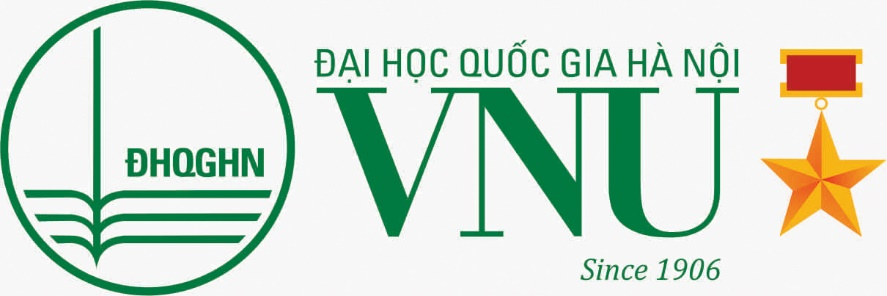 ĐHQGHN
ĐẠI HỌC QUỐC GIA HÀ NỘI
VNU
Since 1906